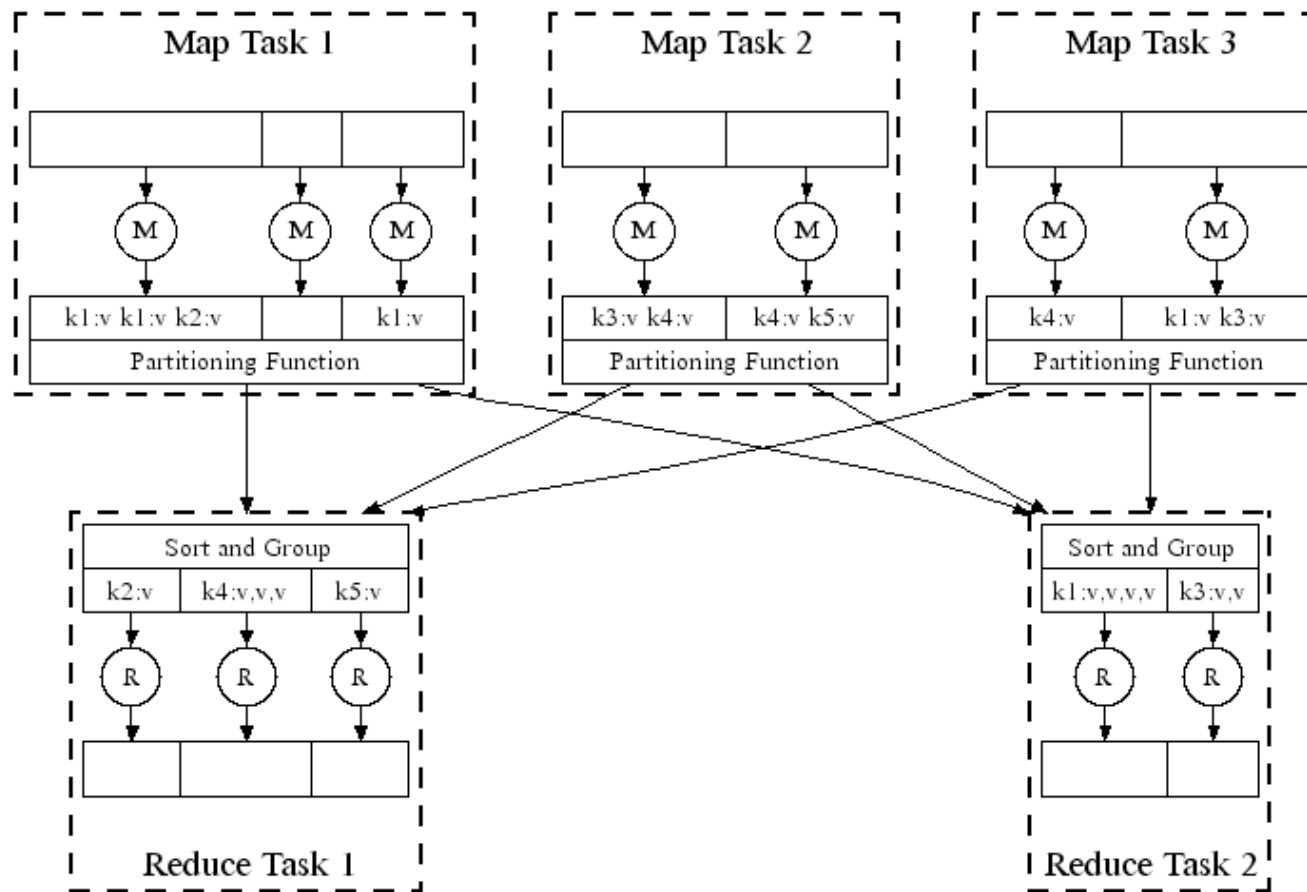 Map Task 1
Map Task 2
Map Task 3
M
M
M
M
M
M
M
k1:v k1:v k2:v
k1:v
k3:v k4:v
k4:v k5:v
k4:v
k1:v k3:v
Partitioning Function
Partitioning Function
Partitioning Function
Sort and Group
Sort and Group
k2:v
k4:v,v,v
k5:v
k1:v,v,v,v
k3:v,v
R
R
R
R
R
Reduce Task 1
Reduce Task 2